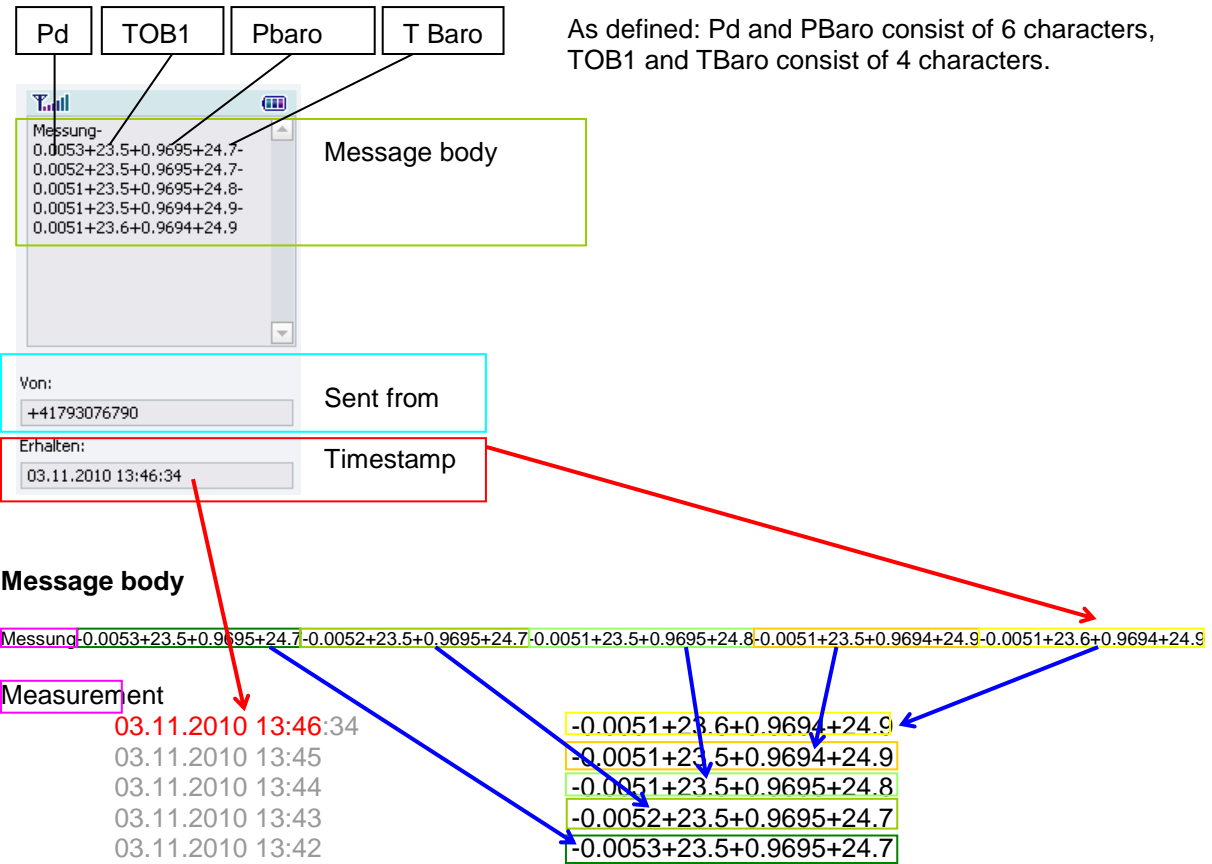 Pd TOB1 Pbaro T Baro
As defined: Pd and PBaro consist of 6 characters,
TOB1 and TBaro consist of 4 characters.
Messung-
0.0053+23.5+0.9695+24.7-
0.0052+23.5+0.9695+24.7-
0.0051+23.5+0.9695+24.8-
0.0051+23.5+0.9694+24.9-
0.0051+23.6+0.9694+24.9
Message body
Von:
+41793076790
Sent from
Erhalten:
03.11.2010 13:46:34
Timestamp
Message body
Messung-0.0053+23.5+0.9695+24.7-0.0052+23.5+0.9695+24.7-0.0051+23.5+0.9695+24.8-0.0051+23.5+0.9694+24.9-0.0051+23.6+0.9694+24.9
Measurement
03.11.2010 13:46:34 -0.0051+23.6+0.9694+24.9
03.11.2010 13:45 -0.0051+23.5+0.9694+24.9
03.11.2010 13:44 -0.0051+23.5+0.9695+24.8
03.11.2010 13:43 -0.0052+23.5+0.9695+24.7
03.11.2010 13:42 -0.0053+23.5+0.9695+24.7